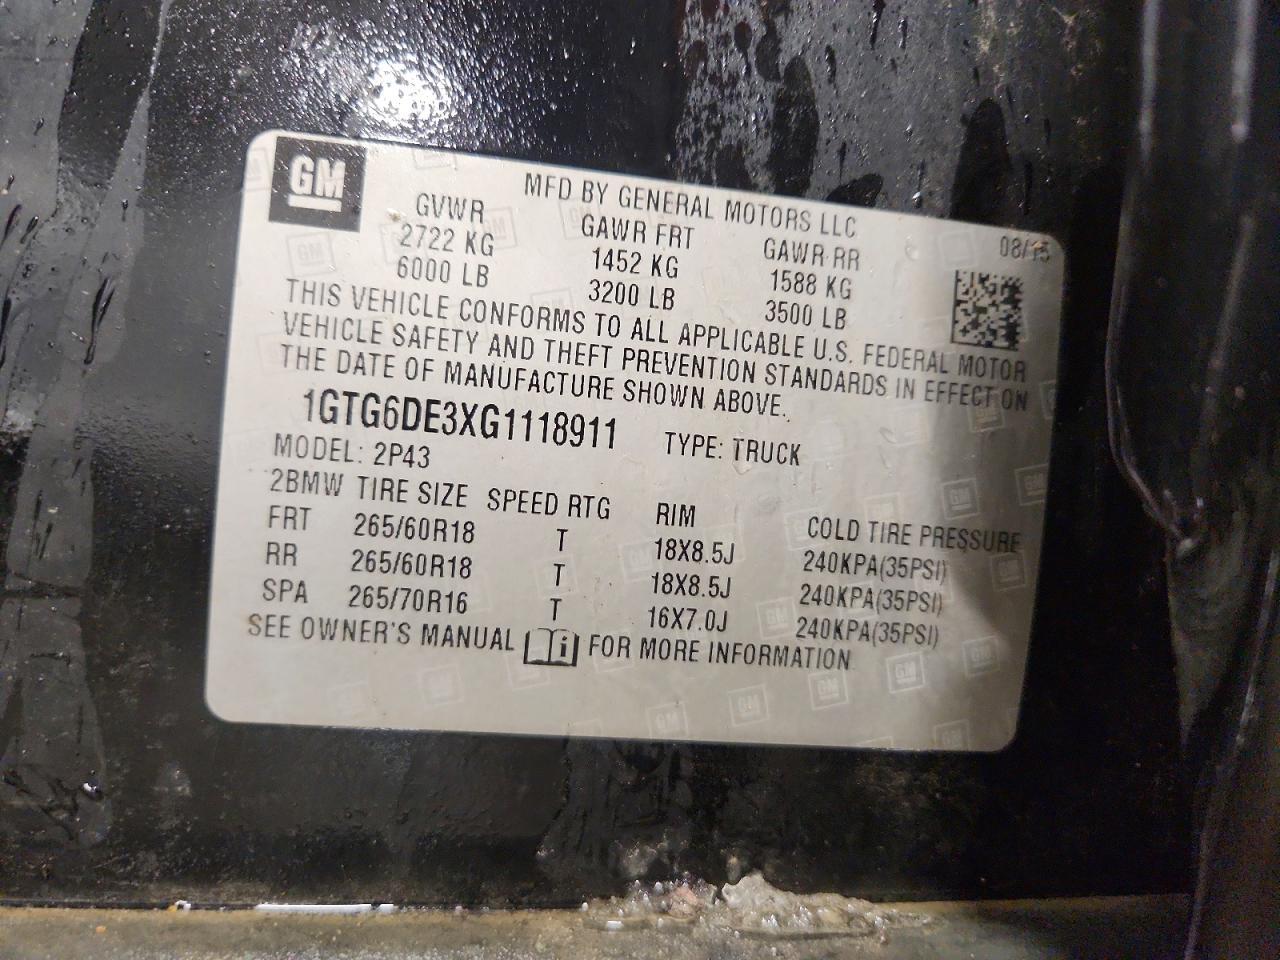 GM
MFD BY GENERAL MOTORS LLC
08/15
GVWR GAWR FRT GAWR RR
2722 KG 1452 KG 1588 KG
6000 LB 3200 LB 3500 LB
THIS VEHICLE CONFORMS TO ALL APPLICABLE U.S. FEDERAL MOTOR
VEHICLE SAFETY AND THEFT PREVENTION STANDARDS IN EFFECT ON
THE DATE OF MANUFACTURE SHOWN ABOVE.
1GTG6DE3XG1118911 TYPE: TRUCK
MODEL: 2P43
2BMW TIRE SIZE SPEED RTG RIM COLD TIRE PRESSURE
FRT 265/60R18 T 18X8.5J 240KPA(35PSI)
RR 265/60R18 T 18X8.5J 240KPA(35PSI)
SPA 265/70R16 T 16X7.0J 240KPA(35PSI)
SEE OWNER'S MANUAL i FOR MORE INFORMATION